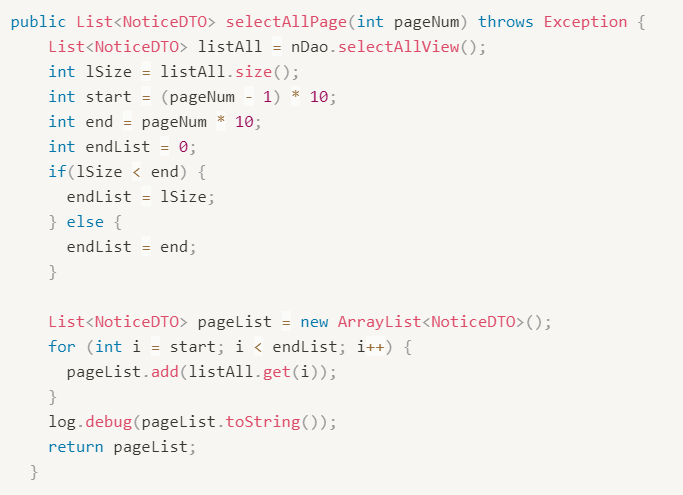 public List<NoticeDTO> selectAllPage(int pageNum) throws Exception {
    List<NoticeDTO> listAll = nDao.selectAllView();
    int lSize = listAll.size();
    int start = (pageNum - 1) * 10;
    int end = pageNum * 10;
    int endList = 0;
    if(lSize < end) {
      endList = lSize;
    } else {
      endList = end;
    }

    List<NoticeDTO> pageList = new ArrayList<NoticeDTO>();
    for (int i = start; i < endList; i++) {
      pageList.add(listAll.get(i));
    }
    log.debug(pageList.toString());
    return pageList;
  }